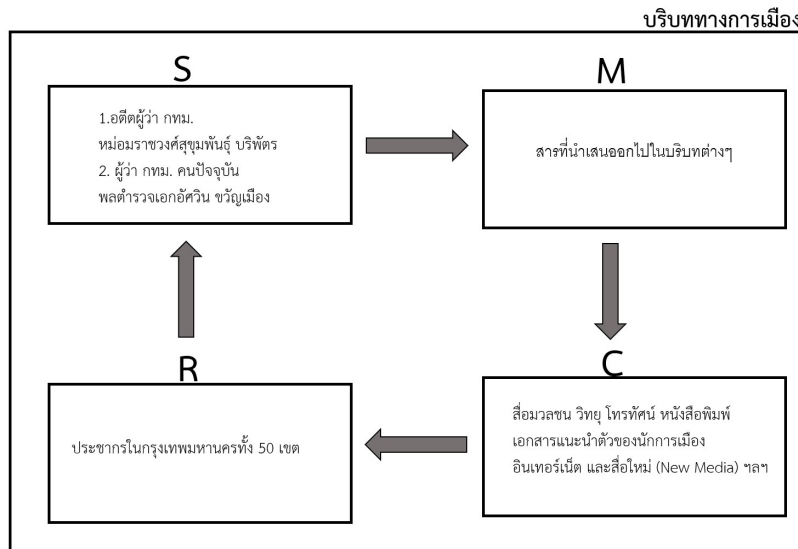 บริบททางการเมือง
S
1.อตีตผู้ว่า กทม.
หม่อมราชวงศ์สุขุมพันธุ์ บริพัตร
2. ผู้ว่า กทม. คนปัจจุบัน
พลตำรวจเอกอัศวิน ขวัญเมือง
M
สารที่นำเสนอออกไปในบริบทต่างๆ
R
ประชากรในกรุงเทพมหานครทั้ง 50 เขต
C
สื่อมวลชน วิทยุ โทรทัศน์ หนังสือพิมพ์
เอกสารแนะนำตัวของนักการเมือง
อินเทอร์เน็ต และสื่อใหม่ (New Media) ฯลฯ